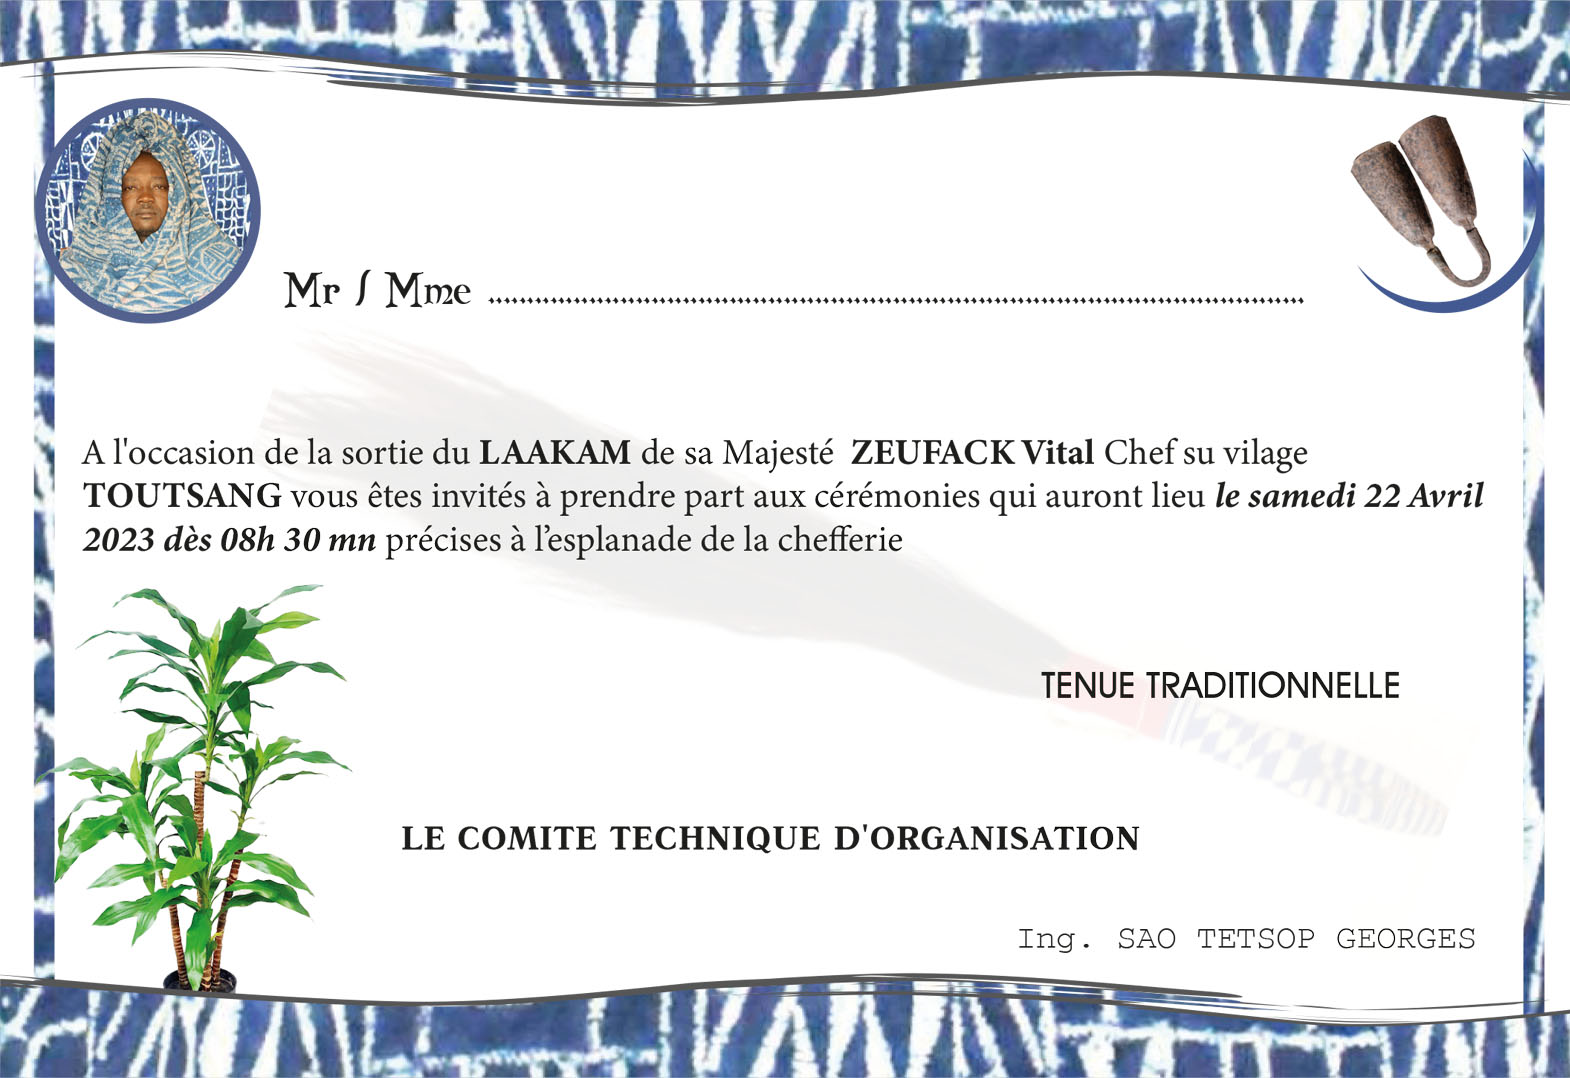 Mr / Mme ........................................................................................................
A l'occasion de la sortie du LAAKAM de sa Majesté ZEUFACK Vital Chef su vilage
TOUTSANG vous êtes invités à prendre part aux cérémonies qui auront lieu le samedi 22 Avril
2023 dès 08h 30 mn précises à l’esplanade de la chefferie
TENUE TRADITIONNELLE
LE COMITE TECHNIQUE D'ORGANISATION
Ing. SAO TETSOP GEORGES